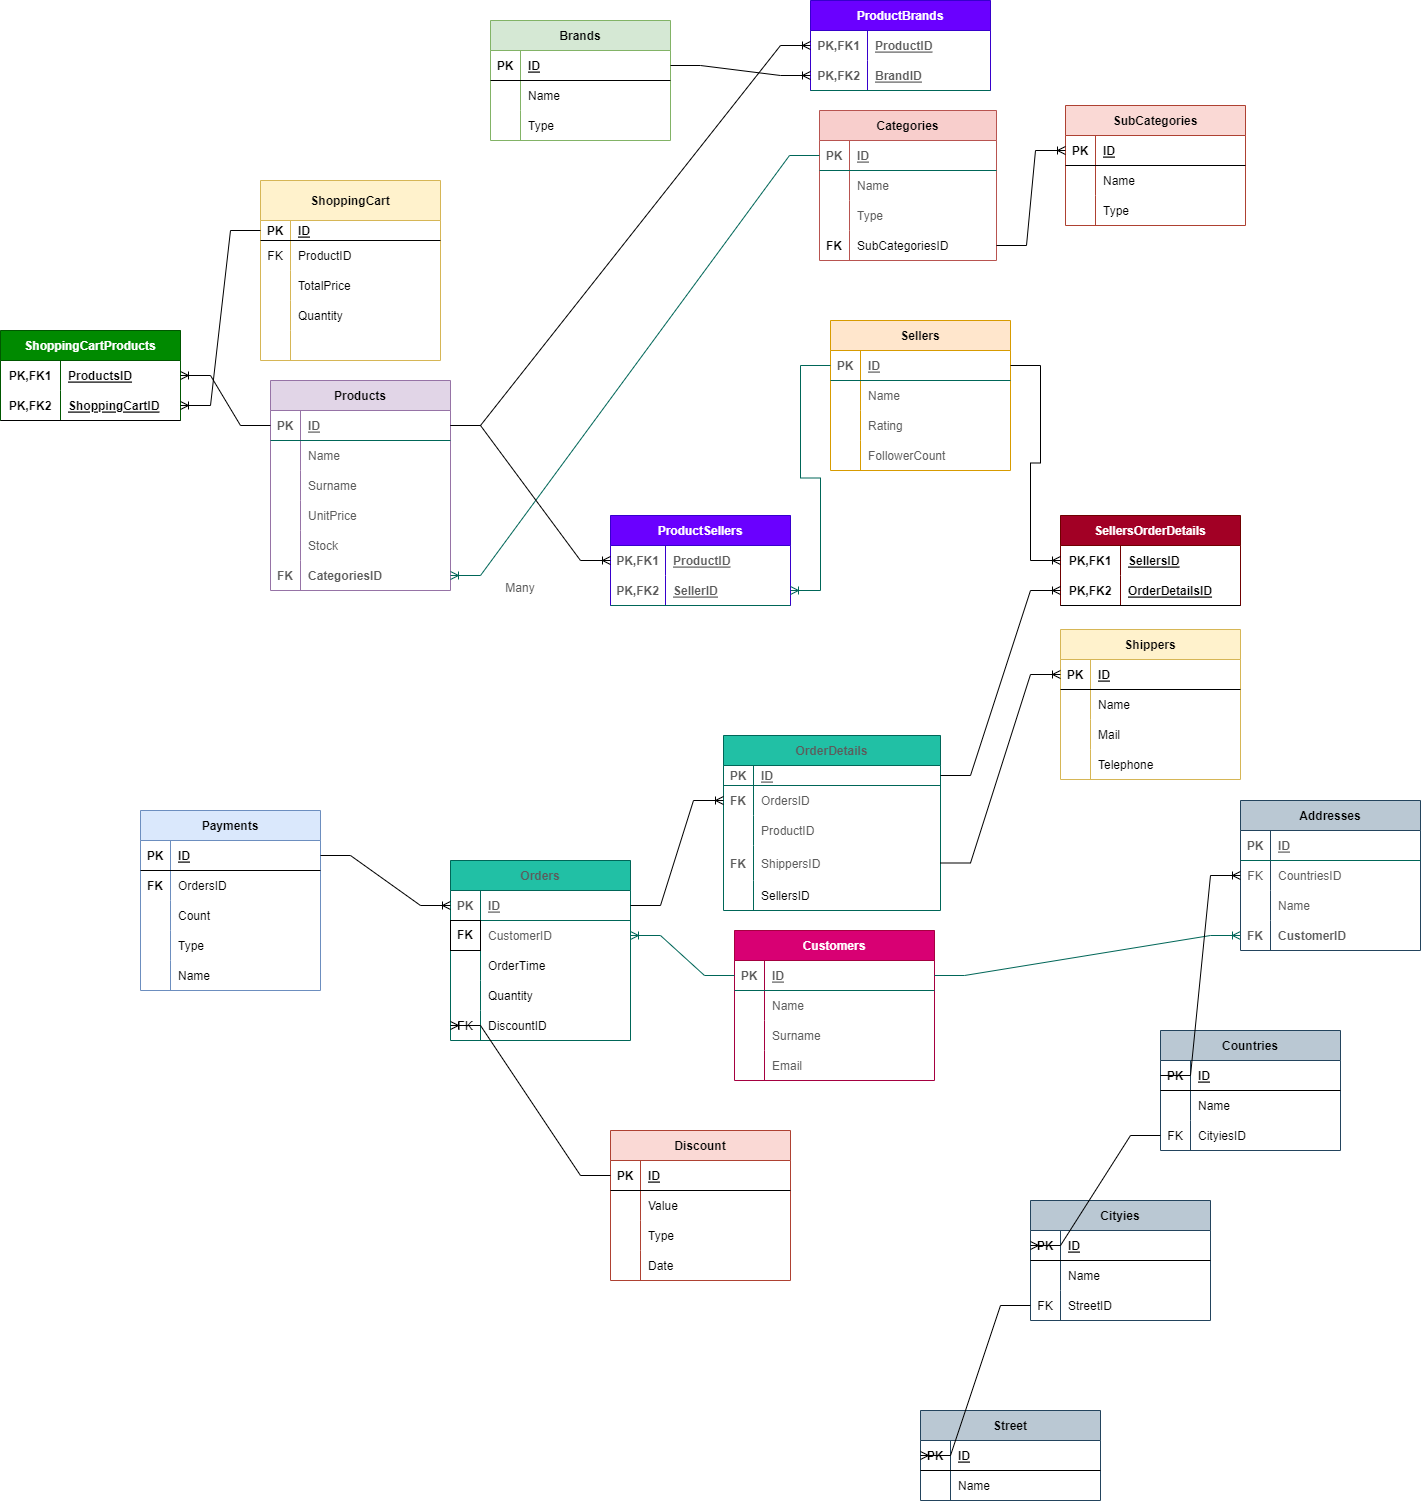 ProductBrands
PK,FK1 ProductID
PK,FK2 BrandID
Brands
PK ID
Name
Type
Categories
PK ID
Name
Type
FK SubCategoriesID
SubCategories
PK ID
Name
Type
ShoppingCart
PK ID
FK ProductID
TotalPrice
Quantity
ShoppingCartProducts
PK,FK1 ProductsID
PK,FK2 ShoppingCartID
Products
PK ID
Name
Surname
UnitPrice
Stock
FK CategoriesID
Many
Sellers
PK ID
Name
Rating
FollowerCount
ProductSellers
PK,FK1 ProductID
PK,FK2 SellerID
SellersOrderDetails
PK,FK1 SellersID
PK,FK2 OrderDetailsID
Shippers
PK ID
Name
Mail
Telephone
OrderDetails
PK ID
FK OrdersID
ProductID
FK ShippersID
SellersID
Payments
PK ID
FK OrdersID
Count
Type
Name
Orders
PK ID
FK CustomerID
OrderTime
Quantity
FK DiscountID
Customers
PK ID
Name
Surname
Email
Addresses
PK ID
FK CountriesID
Name
FK CustomerID
Countries
PK ID
Name
FK CityiesID
Discount
PK ID
Value
Type
Date
Cityies
PK ID
Name
FK StreetID
Street
PK ID
Name